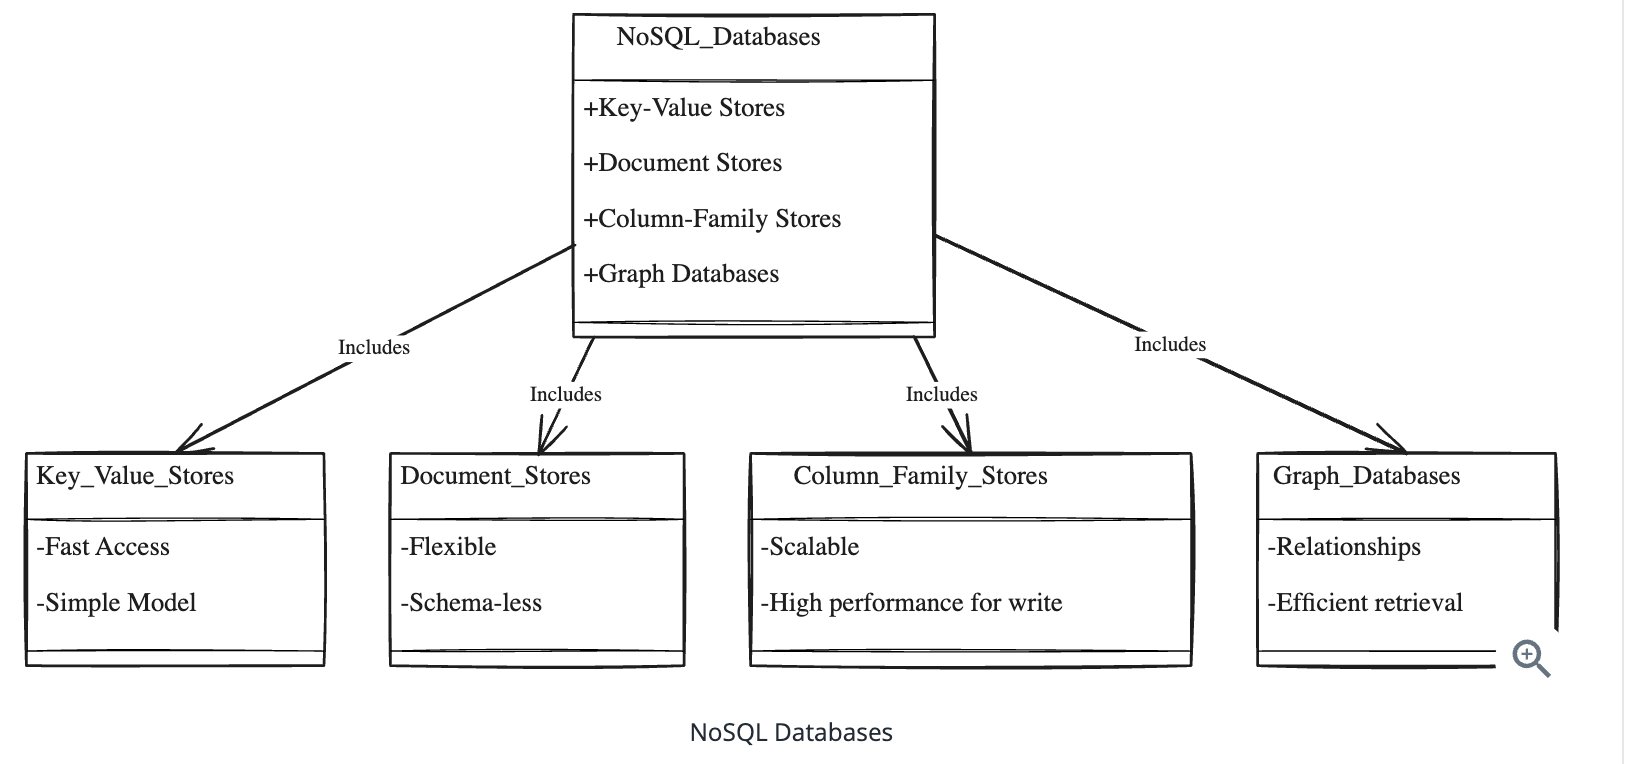 NoSQL_Databases
+Key-Value Stores
+Document Stores
+Column-Family Stores
+Graph Databases
Includes
Includes
Includes
Includes
Key_Value_Stores
-Fast Access
-Simple Model
Document_Stores
-Flexible
-Schema-less
Column_Family_Stores
-Scalable
-High performance for write
Graph_Databases
-Relationships
-Efficient retrieval
NoSQL Databases